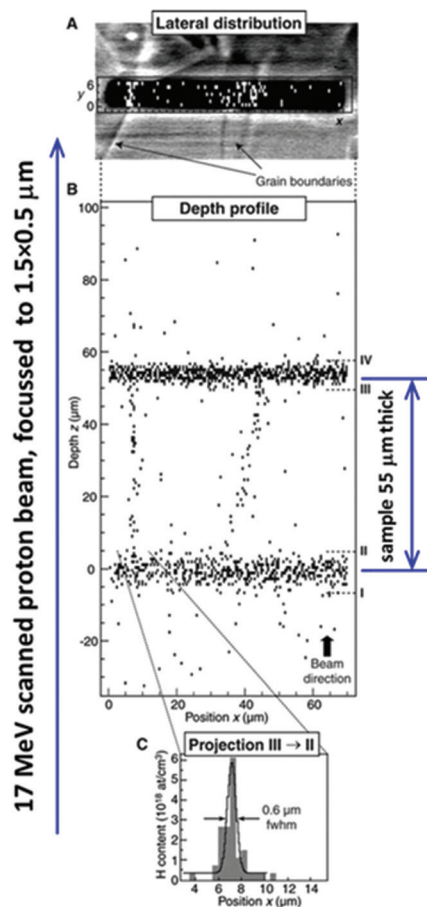 A
Lateral distribution
y
6
0
x
Grain boundaries
B
Depth profile
100
80
60
40
20
0
-20
Depth z (μm)
IV
III
II
I
Beam
direction
0
20
40
60
Position x (μm)
17 MeV scanned proton beam, focussed to 1.5×0.5 μm
sample 55 μm thick
C
Projection III → II
6
4
3
1
0
H content (10¹⁸ at/cm³)
0.6 μm
fwhm
4
6
8
10
12
14
Position x (μm)